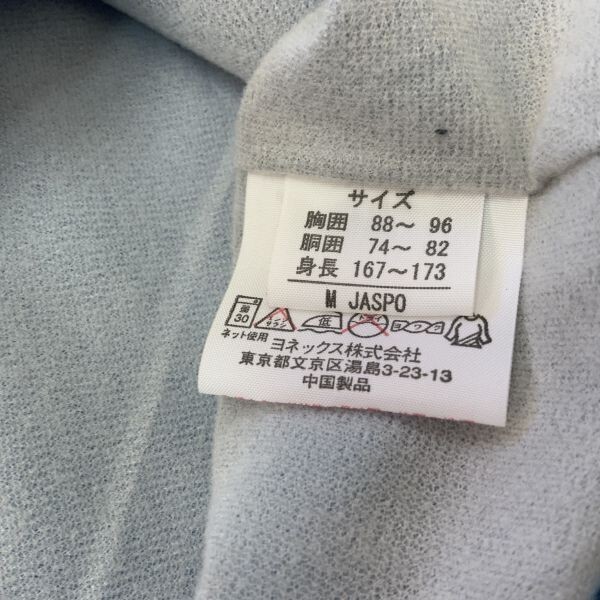 サイズ
胸囲 88～ 96
胴囲 74～ 82
身長 167～173
M JASPO
30 低
ネット使用
ヨネックス株式会社
東京都文京区湯島3-23-13
中国製品